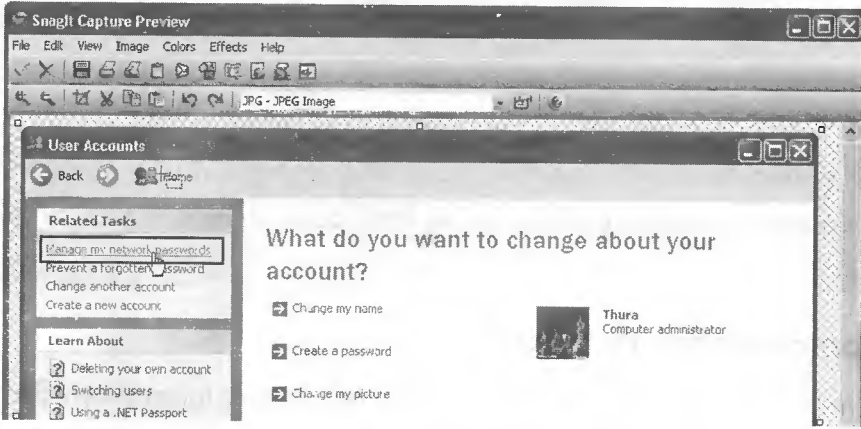 SnagIt Capture Preview
File Edit View Image Colors Effects Help
JPG - JPEG Image
User Accounts
Back Home
Related Tasks
Manage my network passwords
Prevent a forgotten password
Change another account
Create a new account
Learn About
Deleting your own account
Switching users
Using a .NET Passport
What do you want to change about your
account?
Change my name
Create a password
Change my picture
Thura
Computer administrator